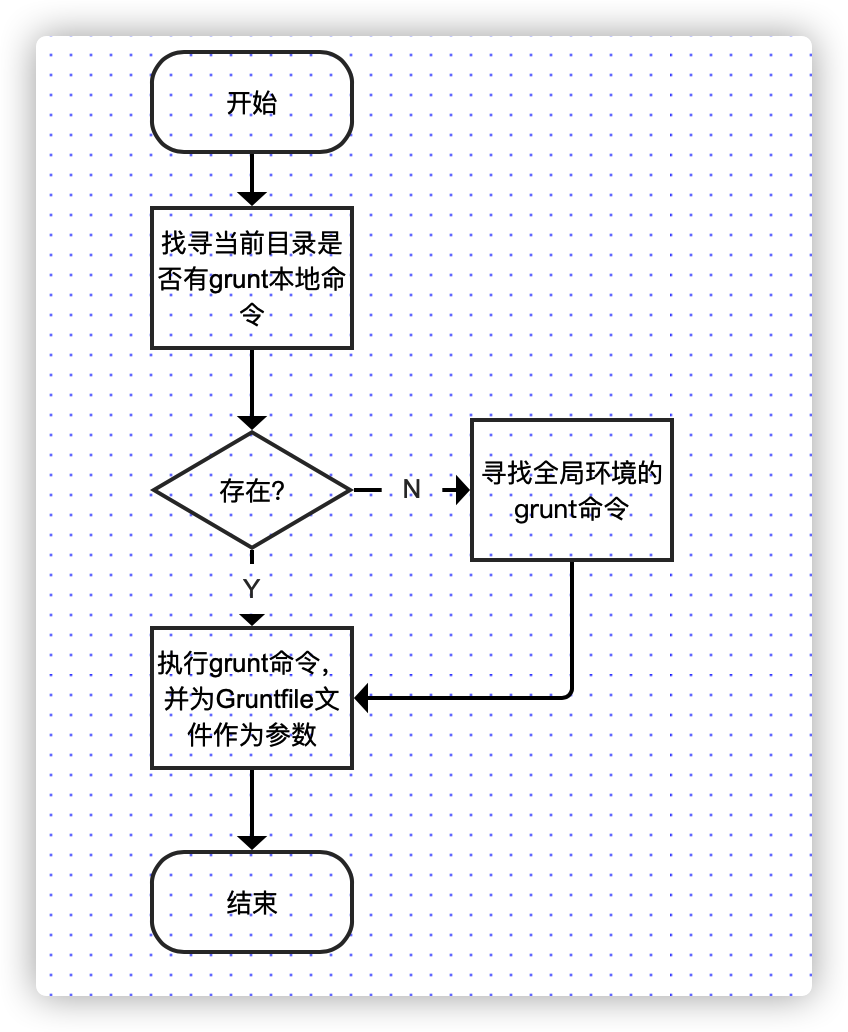 开始
找寻当前目录是
否有grunt本地命
令
存在?
N
寻找全局环境的
grunt命令
Y
执行grunt命令,
并为Gruntfile文
件作为参数
结束